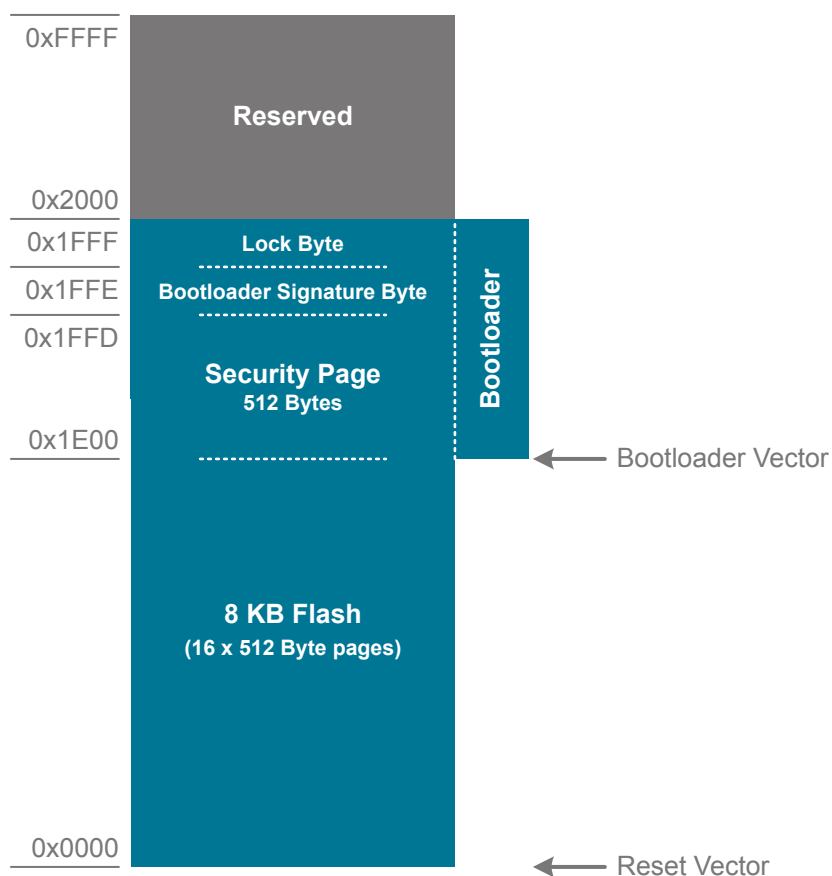 0xFFFF
Reserved
0x2000
0x1FFF
Lock Byte
0x1FFE
Bootloader Signature Byte
0x1FFD
Security Page
512 Bytes
Bootloader
0x1E00
Bootloader Vector
8 KB Flash
(16 x 512 Byte pages)
0x0000
Reset Vector